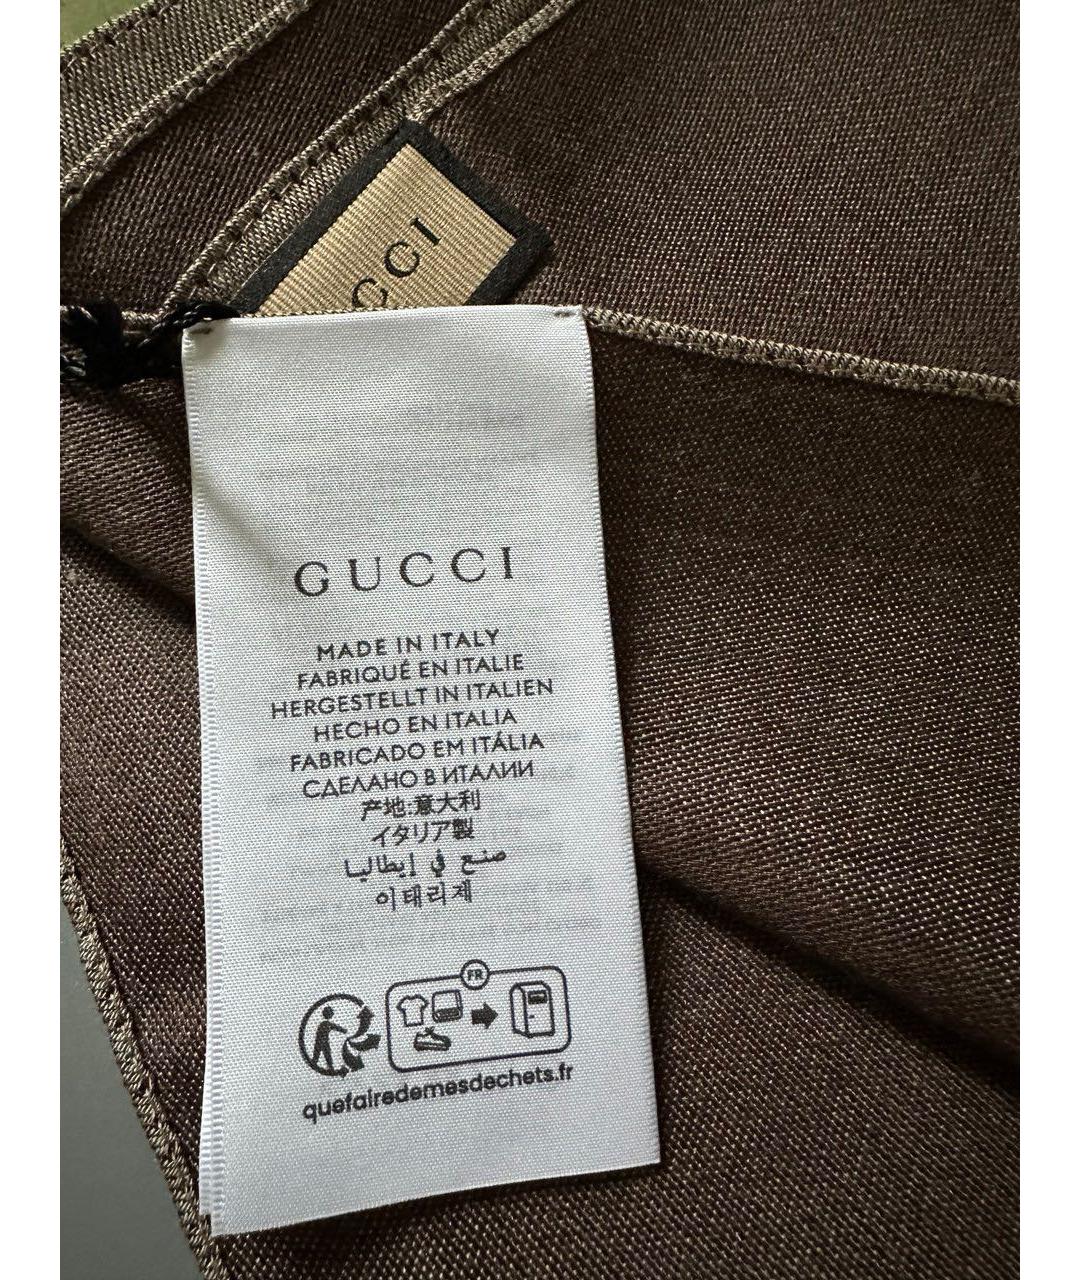 CCI
GUCCI
MADE IN ITALY
FABRIQUÉ EN ITALIE
HERGESTELLT IN ITALIEN
HECHO EN ITALIA
FABRICADO EM ITÁLIA
СДЕЛАНО В ИТАЛИИ
产地:意大利
イタリア製
صنع في إيطاليا
이태리제
FR
quefairedemesdechets.fr